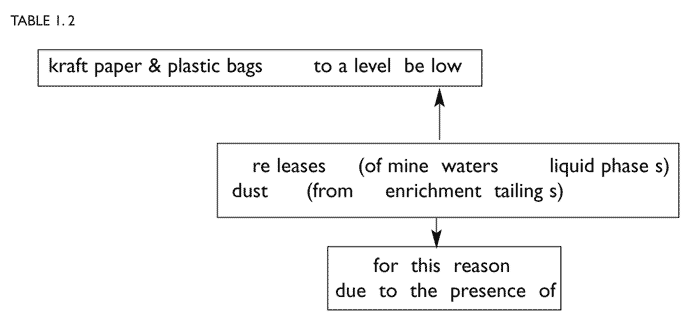 TABLE 1. 2
kraft paper & plastic bags to a level be low
re leases (of mine waters liquid phase s)
dust (from enrichment tailing s)
for this reason
due to the presence of